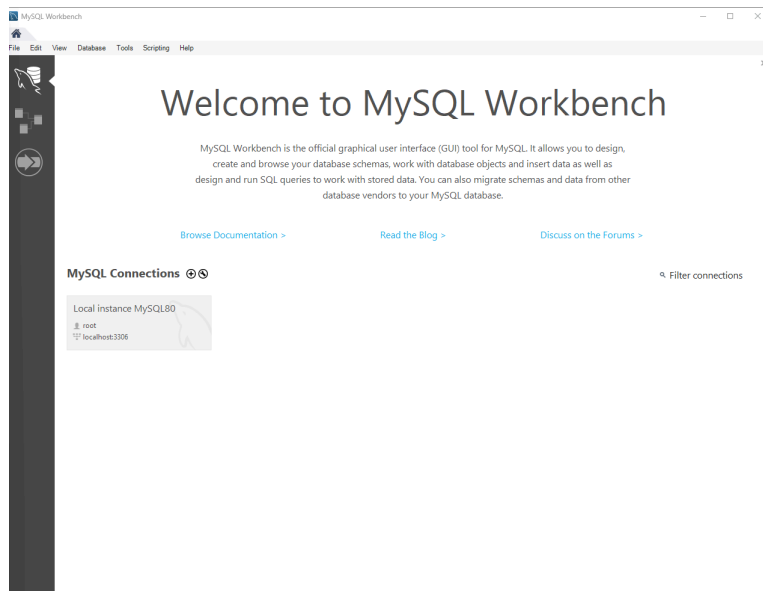 MySQL Workbench
File Edit View Database Tools Scripting Help
Welcome to MySQL Workbench
MySQL Workbench is the official graphical user interface (GUI) tool for MySQL. It allows you to design,
create and browse your database schemas, work with database objects and insert data as well as
design and run SQL queries to work with stored data. You can also migrate schemas and data from other
database vendors to your MySQL database.
Browse Documentation > Read the Blog > Discuss on the Forums >
MySQL Connections
Filter connections
Local instance MySQL80
root
localhost:3306